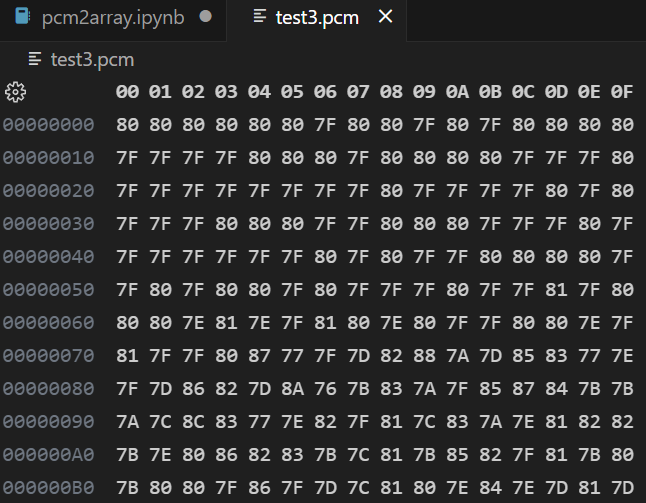 pcm2array.ipynb test3.pcm
test3.pcm
00 01 02 03 04 05 06 07 08 09 0A 0B 0C 0D 0E 0F
00000000 80 80 80 80 80 80 7F 80 80 7F 80 7F 80 80 80 80
00000010 7F 7F 7F 7F 80 80 80 7F 80 80 80 80 7F 7F 7F 80
00000020 7F 7F 7F 7F 7F 7F 7F 7F 80 7F 7F 7F 7F 80 7F 80
00000030 7F 7F 7F 80 80 80 7F 7F 80 80 80 7F 7F 7F 80 7F
00000040 7F 7F 7F 7F 7F 7F 80 7F 80 7F 7F 80 80 80 80 7F
00000050 7F 80 7F 80 80 7F 80 7F 7F 7F 80 7F 7F 81 7F 80
00000060 80 80 7E 81 7E 7F 81 80 7E 80 7F 7F 80 80 7E 7F
00000070 81 7F 7F 80 87 77 7F 7D 82 88 7A 7D 85 83 77 7E
00000080 7F 7D 86 82 7D 8A 76 7B 83 7A 7F 85 87 84 7B 7B
00000090 7A 7C 8C 83 77 7E 82 7F 81 7C 83 7A 7E 81 82 82
000000A0 7B 7E 80 86 82 83 7B 7C 81 7B 85 82 7F 81 7B 80
000000B0 7B 80 80 7F 86 7F 7D 7C 81 80 7E 84 7E 7D 81 7D